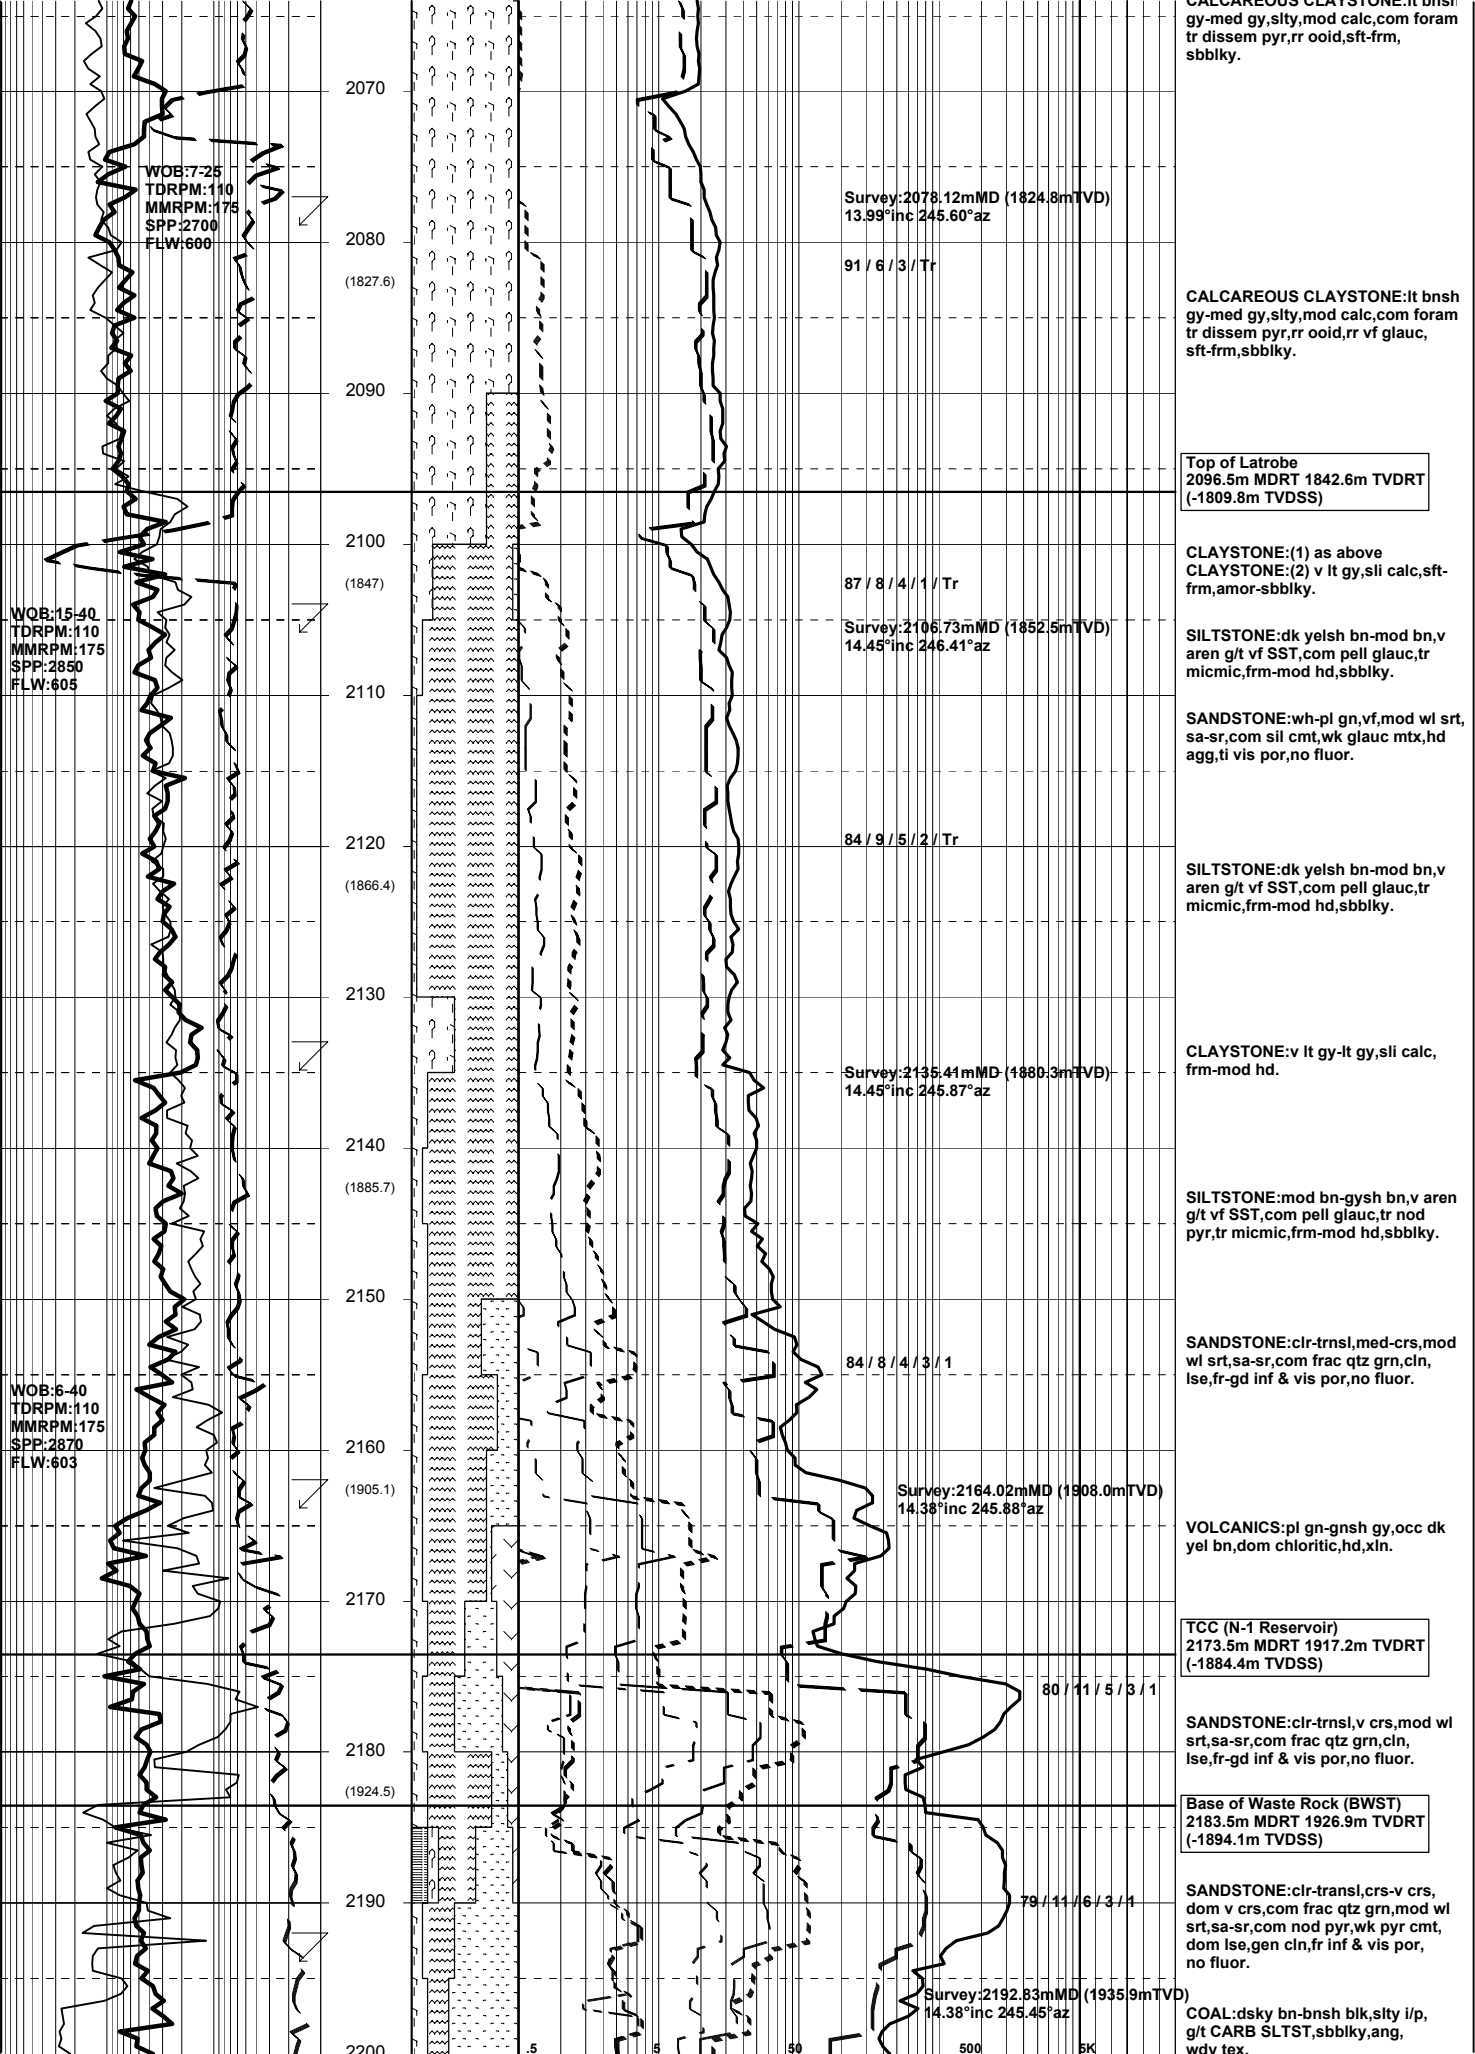 CALCAREOUS CLAYSTONE:lt bnsh
gy-med gy,slty,mod calc,com foram
tr dissem pyr,rr ooid,sft-frm,
sbblky.
2070
WOB:7-25
TDRPM:110
MMRPM:175
SPP:2700
FLW:600
Survey:2078.12mMD (1824.8mTVD)
13.99°inc 245.60°az
2080
91 / 6 / 3 / Tr
(1827.6)
CALCAREOUS CLAYSTONE:lt bnsh
gy-med gy,slty,mod calc,com foram
tr dissem pyr,rr ooid,rr vf glauc,
sft-frm,sbblky.
2090
Top of Latrobe
2096.5m MDRT 1842.6m TVDRT
(-1809.8m TVDSS)
2100
CLAYSTONE:(1) as above
CLAYSTONE:(2) v lt gy,sli calc,sft-
frm,amor-sbblky.
(1847)
87 / 8 / 4 / 1 / Tr
WOB:15-40
TDRPM:110
MMRPM:175
SPP:2850
FLW:605
Survey:2106.73mMD (1852.5mTVD)
14.45°inc 246.41°az
SILTSTONE:dk yelsh bn-mod bn,v
aren g/t vf SST,com pell glauc,tr
micmic,frm-mod hd,sbblky.
2110
SANDSTONE:wh-pl gn,vf,mod wl srt,
sa-sr,com sil cmt,wk glauc mtx,hd
agg,ti vis por,no fluor.
2120
84 / 9 / 5 / 2 / Tr
(1866.4)
SILTSTONE:dk yelsh bn-mod bn,v
aren g/t vf SST,com pell glauc,tr
micmic,frm-mod hd,sbblky.
2130
CLAYSTONE:v lt gy-lt gy,sli calc,
frm-mod hd.
Survey:2135.41mMD (1880.3mTVD)
14.45°inc 245.87°az
2140
(1885.7)
SILTSTONE:mod bn-gysh bn,v aren
g/t vf SST,com pell glauc,tr nod
pyr,tr micmic,frm-mod hd,sbblky.
2150
SANDSTONE:clr-trnsl,med-crs,mod
wl srt,sa-sr,com frac qtz grn,cln,
lse,fr-gd inf & vis por,no fluor.
84 / 8 / 4 / 3 / 1
WOB:6-40
TDRPM:110
MMRPM:175
SPP:2870
FLW:603
2160
(1905.1)
Survey:2164.02mMD (1908.0mTVD)
14.38°inc 245.88°az
VOLCANICS:pl gn-gnsh gy,occ dk
yel bn,dom chloritic,hd,xln.
2170
TCC (N-1 Reservoir)
2173.5m MDRT 1917.2m TVDRT
(-1884.4m TVDSS)
80 / 11 / 5 / 3 / 1
SANDSTONE:clr-trnsl,v crs,mod wl
srt,sa-sr,com frac qtz grn,cln,
lse,fr-gd inf & vis por,no fluor.
2180
(1924.5)
Base of Waste Rock (BWST)
2183.5m MDRT 1926.9m TVDRT
(-1894.1m TVDSS)
2190
79 / 11 / 6 / 3 / 1
SANDSTONE:clr-transl,crs-v crs,
dom v crs,com frac qtz grn,mod wl
srt,sa-sr,com nod pyr,wk pyr cmt,
dom lse,gen cln,fr inf & vis por,
no fluor.
Survey:2192.83mMD (1935.9mTVD)
14.38°inc 245.45°az
COAL:dsky bn-bnsh blk,slty i/p,
g/t CARB SLTST,sbblky,ang,
wdy tex.
2200
.5 5 50 500 5K